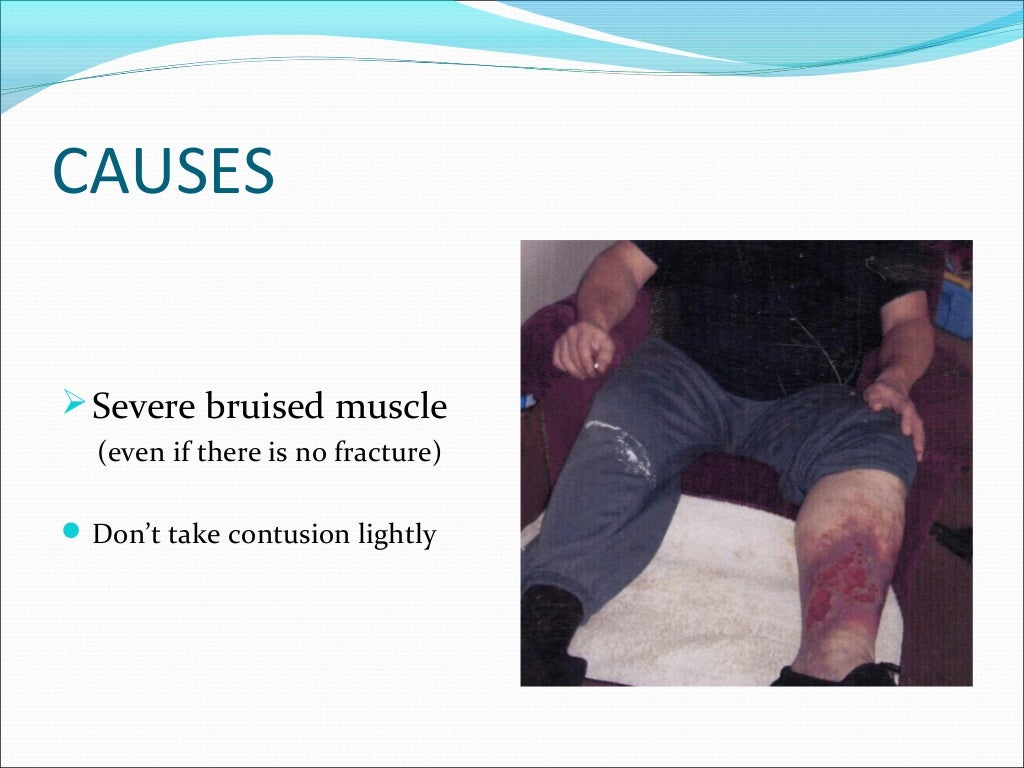 CAUSES
Severe bruised muscle
(even if there is no fracture)
Don’t take contusion lightly